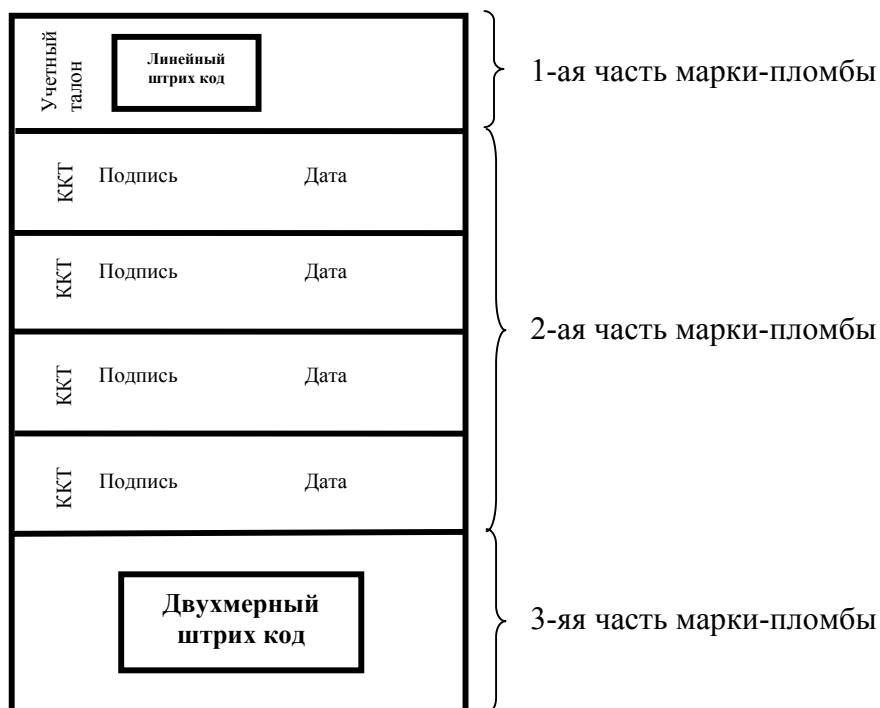 Учетный
талон
Линейный
штрих код
1-ая часть марки-пломбы
ККТ Подпись Дата
ККТ Подпись Дата
2-ая часть марки-пломбы
ККТ Подпись Дата
ККТ Подпись Дата
Двухмерный
штрих код
3-яя часть марки-пломбы